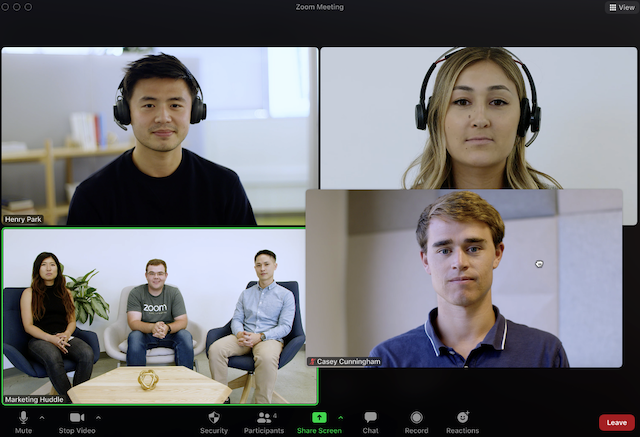 Zoom Meeting
View
Henry Park
Casey Cunningham
zoom
Marketing Huddle
Mute
Stop Video
Security
Participants
4
Share Screen
Chat
Record
Reactions
Leave